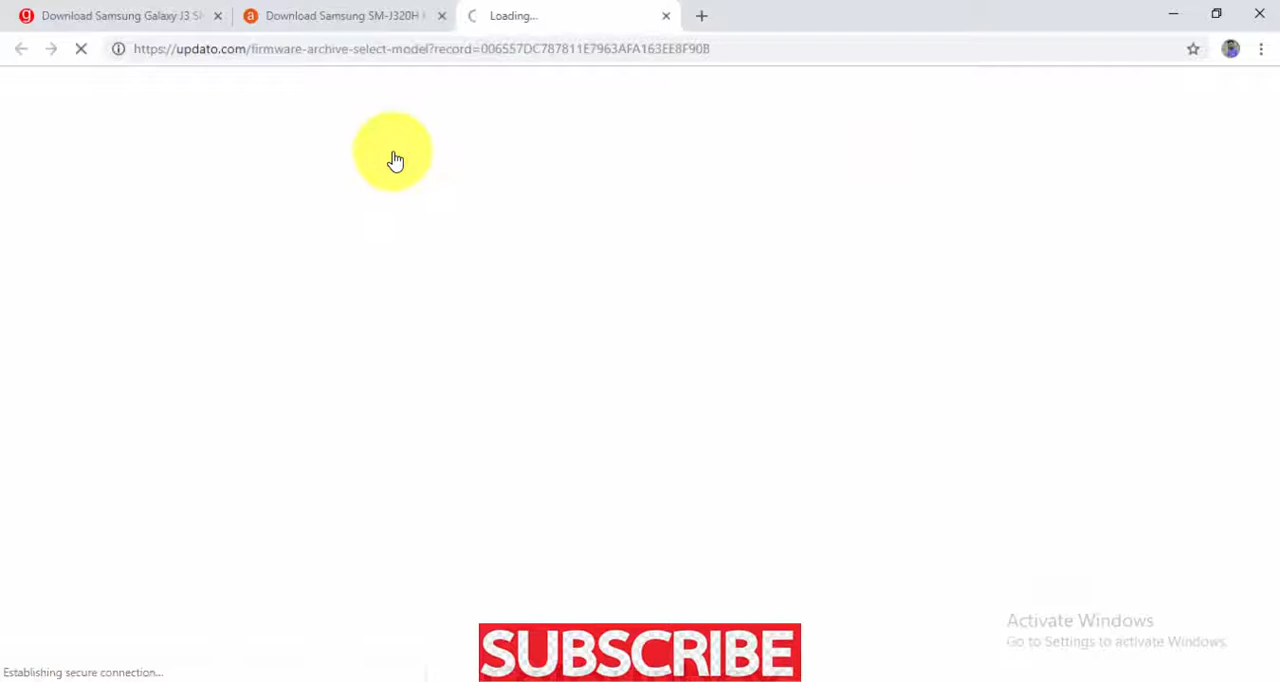 Download Samsung Galaxy J3 S
Download Samsung SM-J320H
Loading...
https://updato.com/firmware-archive-select-model?record=006557DC787811E7963AFA163EE8F90B
Activate Windows
Go to Settings to activate Windows.
SUBSCRIBE
Establishing secure connection...